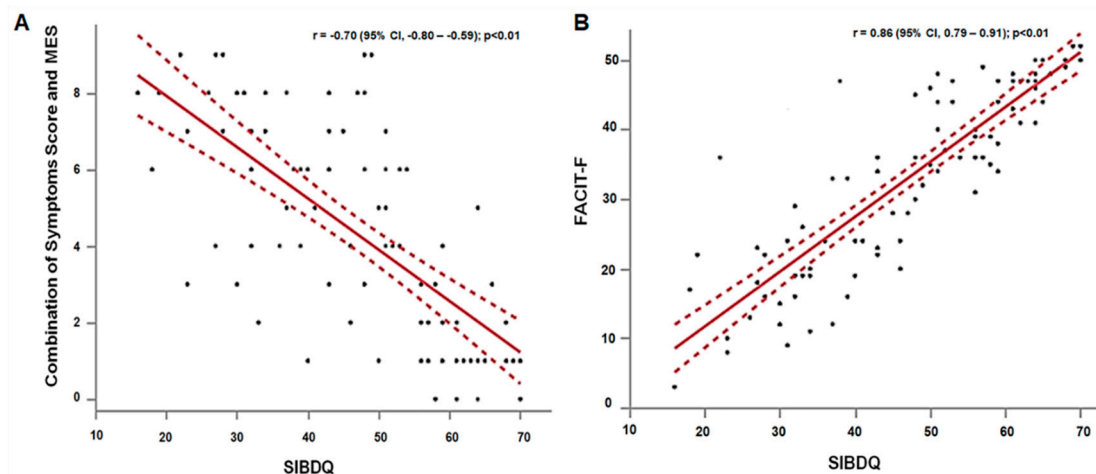 A
r = -0.70 (95% CI, -0.80 – -0.59); p<0.01
Combination of Symptoms Score and MES
8
6
4
2
0
10 20 30 40 50 60 70
SIBDQ
B
r = 0.86 (95% CI, 0.79 – 0.91); p<0.01
FACIT-F
50
40
30
20
10
0
10 20 30 40 50 60 70
SIBDQ